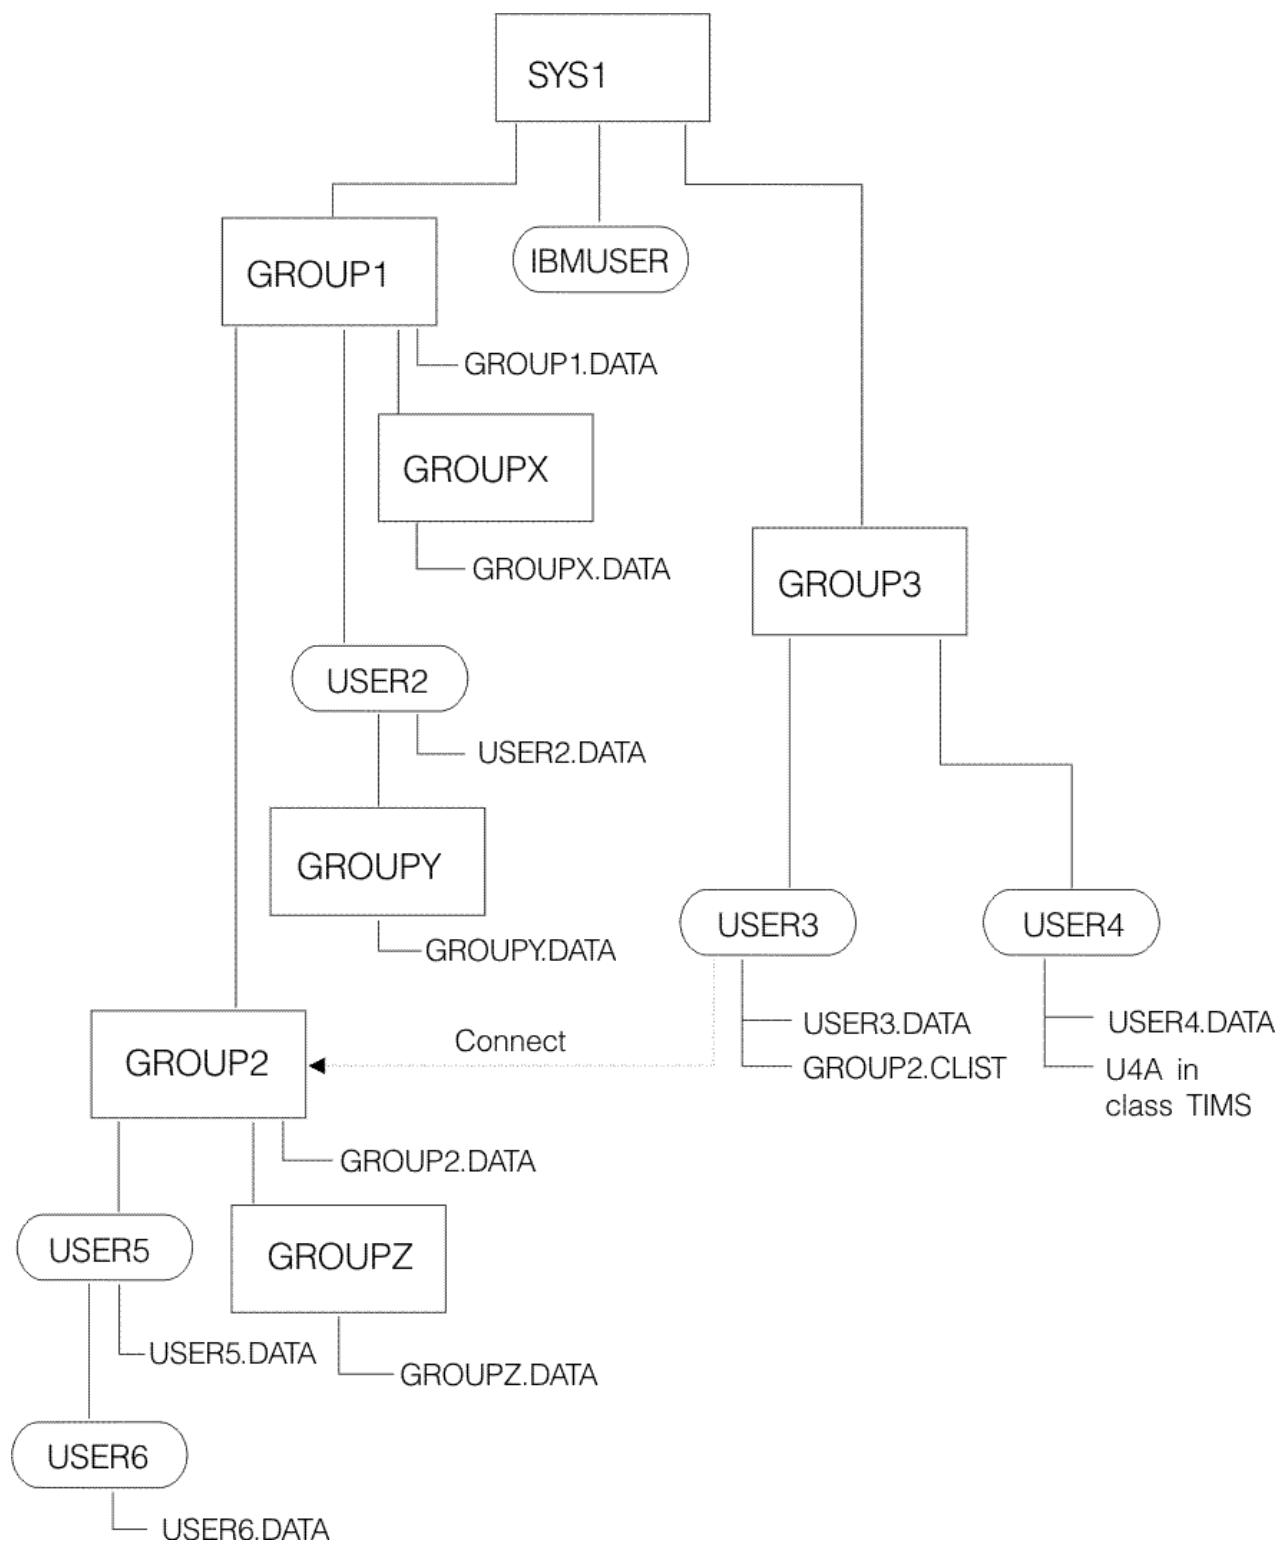 SYS1
GROUP1
IBMUSER
GROUP1.DATA
GROUPX
GROUPX.DATA
GROUP3
USER2
USER2.DATA
GROUPY
GROUPY.DATA
USER3
USER4
USER3.DATA
GROUP2.CLIST
USER4.DATA
U4A in
class TIMS
Connect
GROUP2
GROUP2.DATA
USER5
GROUPZ
USER5.DATA
GROUPZ.DATA
USER6
USER6.DATA